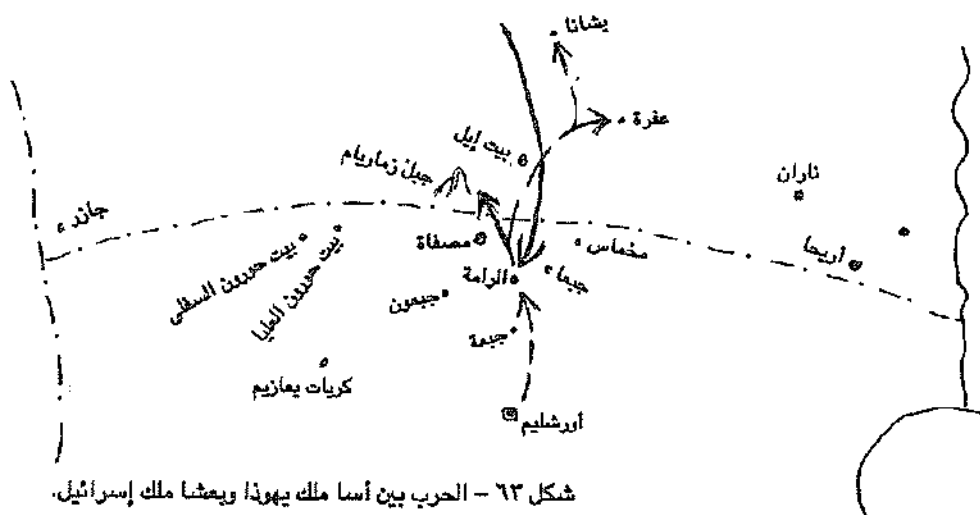 يشانا
عفرة
بيت إيل
جبل زماريام
ناران
جازر
بيت حورون السفلى
بيت حورون العليا
مصفاة
مخماس
أريحا
الرامة
جبعا
جبعون
جبعة
كريات يعاريم
أورشليم
شكل ٦٣ – الحرب بين أسا ملك يهوذا وبعشا ملك إسرائيل.